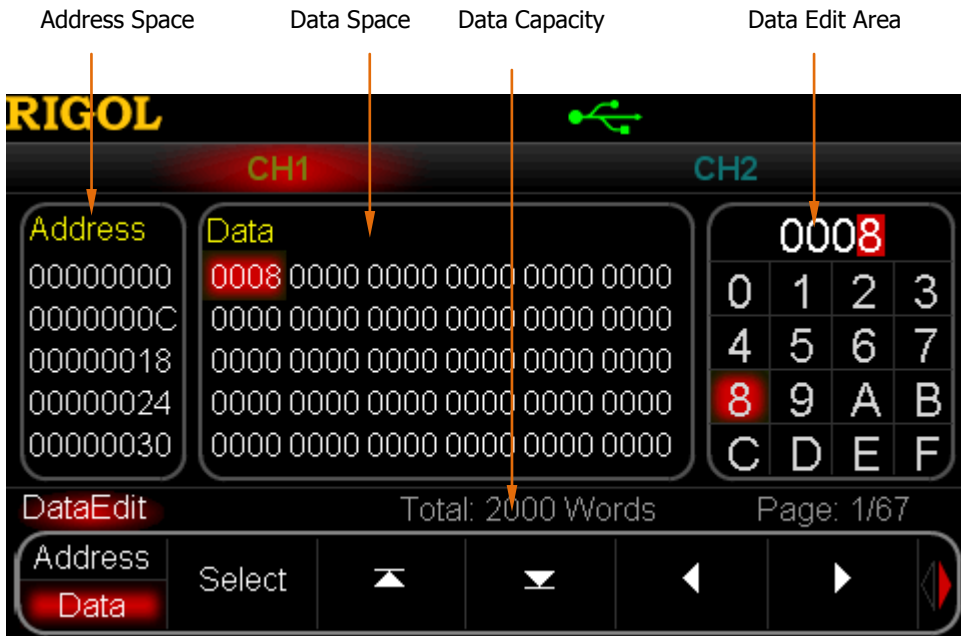 Address Space Data Space Data Capacity Data Edit Area
RIGOL
CH1 CH2
Address Data 0008
00000000 0008 0000 0000 0000 0000 0000 0 1 2 3
0000000C 0000 0000 0000 0000 0000 0000 4 5 6 7
00000018 0000 0000 0000 0000 0000 0000 8 9 A B
00000024 0000 0000 0000 0000 0000 0000 C D E F
00000030 0000 0000 0000 0000 0000 0000
DataEdit Total: 2000 Words Page: 1/67
Address
Select
Data